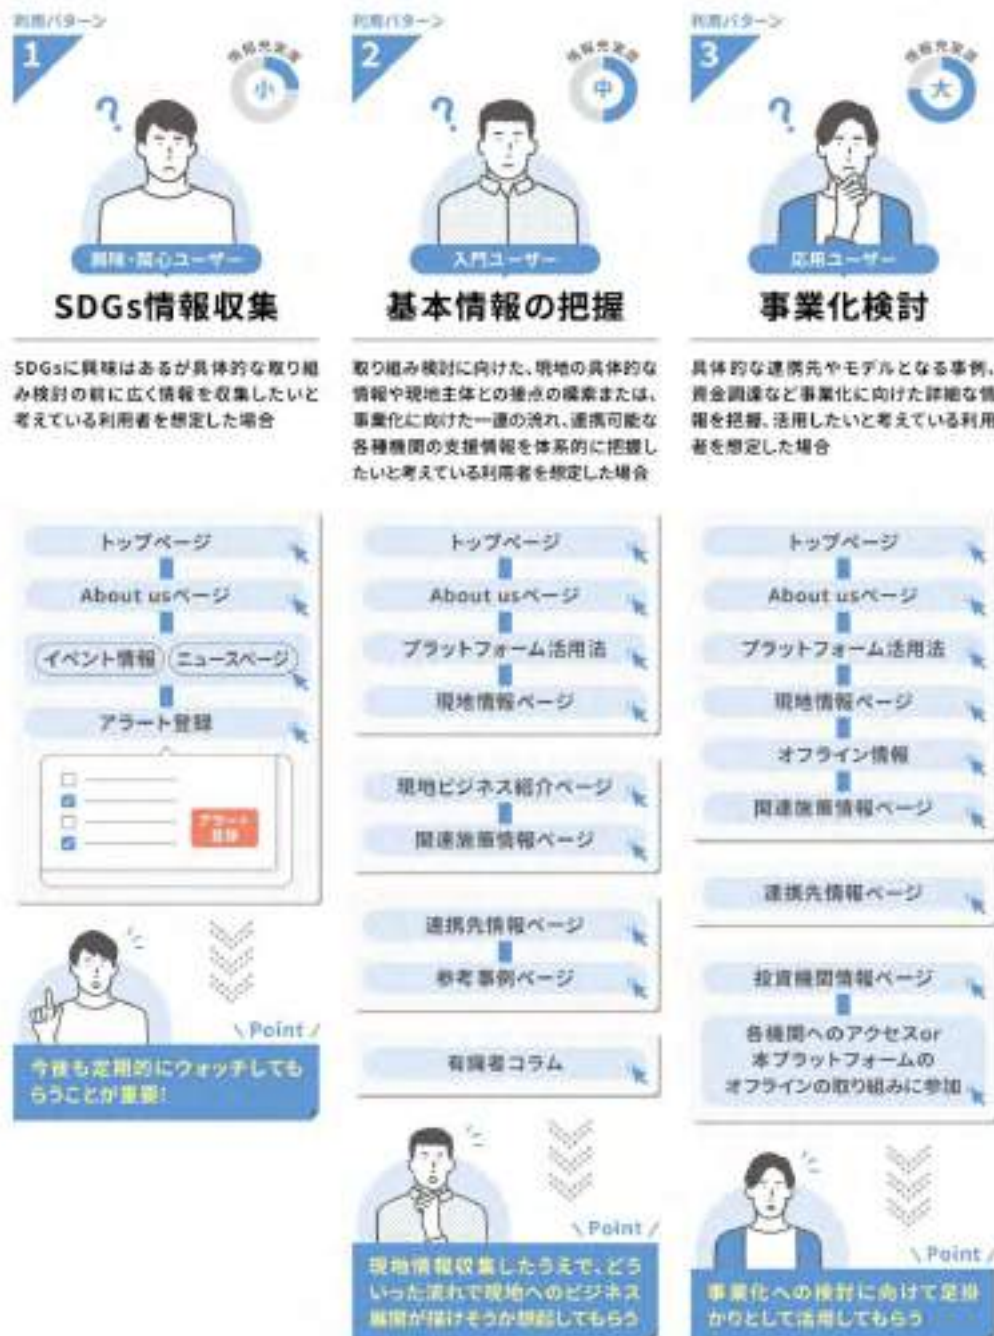 利用パターン
1
情報充実度
小
興味・関心ユーザー
SDGs情報収集
SDGsに興味はあるが具体的な取り組
み検討の前に広く情報を収集したいと
考えている利用者を想定した場合
トップページ
About usページ
イベント情報
ニュースページ
アラート登録
アラート
登録
Point
今後も定期的にウォッチしても
らうことが重要!
利用パターン
2
情報充実度
中
入門ユーザー
基本情報の把握
取り組み検討に向けた、現地の具体的な
情報や現地主体との接点の模索または、
事業化に向けた一連の流れ、連携可能な
各種機関の支援情報を体系的に把握し
たいと考えている利用者を想定した場合
トップページ
About usページ
プラットフォーム活用法
現地情報ページ
現地ビジネス紹介ページ
関連施策情報ページ
連携先情報ページ
参考事例ページ
有識者コラム
Point
現地情報収集したうえで、どう
いった流れで現地へのビジネス
展開が描けそうか想起してもらう
利用パターン
3
情報充実度
大
応用ユーザー
事業化検討
具体的な連携先やモデルとなる事例、
資金調達など事業化に向けた詳細な情
報を把握、活用したいと考えている利用
者を想定した場合
トップページ
About usページ
プラットフォーム活用法
現地情報ページ
オフライン情報
関連施策情報ページ
連携先情報ページ
投資機関情報ページ
各機関へのアクセスor
本プラットフォームの
オフラインの取り組みに参加
Point
事業化への検討に向けて足掛
かりとして活用してもらう